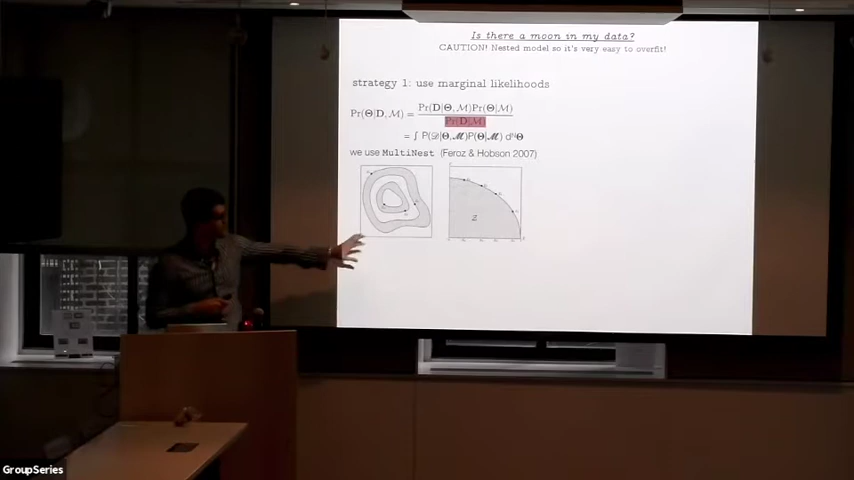 Is there a moon in my data?
CAUTION! Nested model so it's very easy to overfit!
strategy 1: use marginal likelihoods
Pr(Θ|D,ℳ) = Pr(D|Θ,ℳ)Pr(Θ|ℳ) / Pr(D|ℳ)
= ∫ P(𝒟|Θ,ℳ)P(Θ|ℳ) dᴺΘ
we use MultiNest (Feroz & Hobson 2007)
Z
GroupSeries